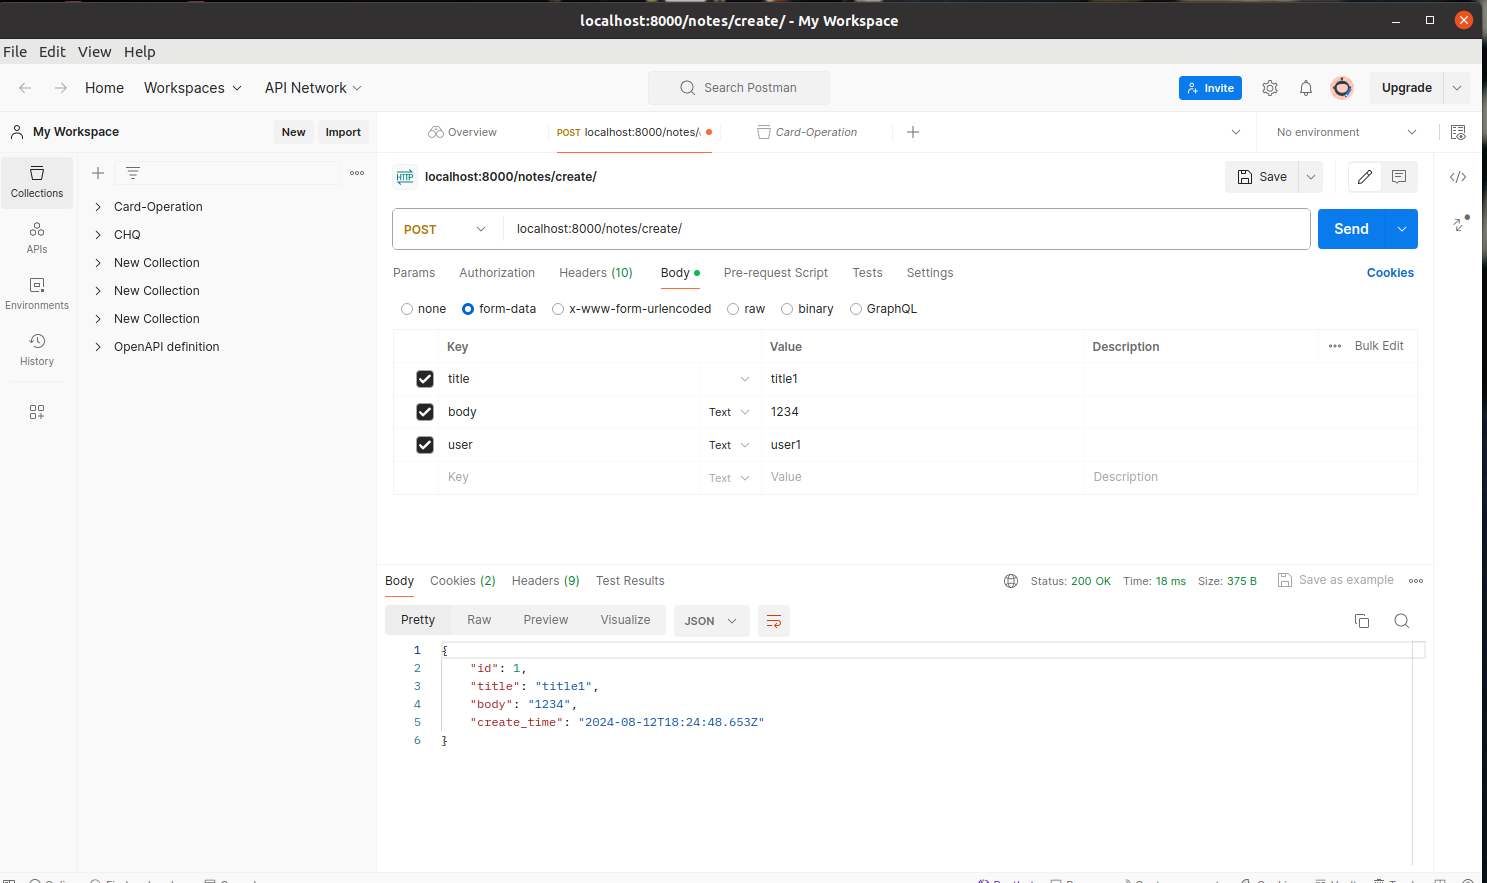 localhost:8000/notes/create/ - My Workspace
File Edit View Help
Home Workspaces API Network Search Postman Invite Upgrade
My Workspace New Import Overview POST localhost:8000/notes/ Card-Operation No environment
Collections
APIs
Environments
History
Card-Operation
CHQ
New Collection
New Collection
New Collection
OpenAPI definition
HTTP localhost:8000/notes/create/ Save
POST localhost:8000/notes/create/ Send
Params Authorization Headers (10) Body Pre-request Script Tests Settings Cookies
none form-data x-www-form-urlencoded raw binary GraphQL
Key Value Description Bulk Edit
title title1
body Text 1234
user Text user1
Key Text Value Description
Body Cookies (2) Headers (9) Test Results Status: 200 OK Time: 18 ms Size: 375 B Save as example
Pretty Raw Preview Visualize JSON
1 {
2 "id": 1,
3 "title": "title1",
4 "body": "1234",
5 "create_time": "2024-08-12T18:24:48.653Z"
6 }